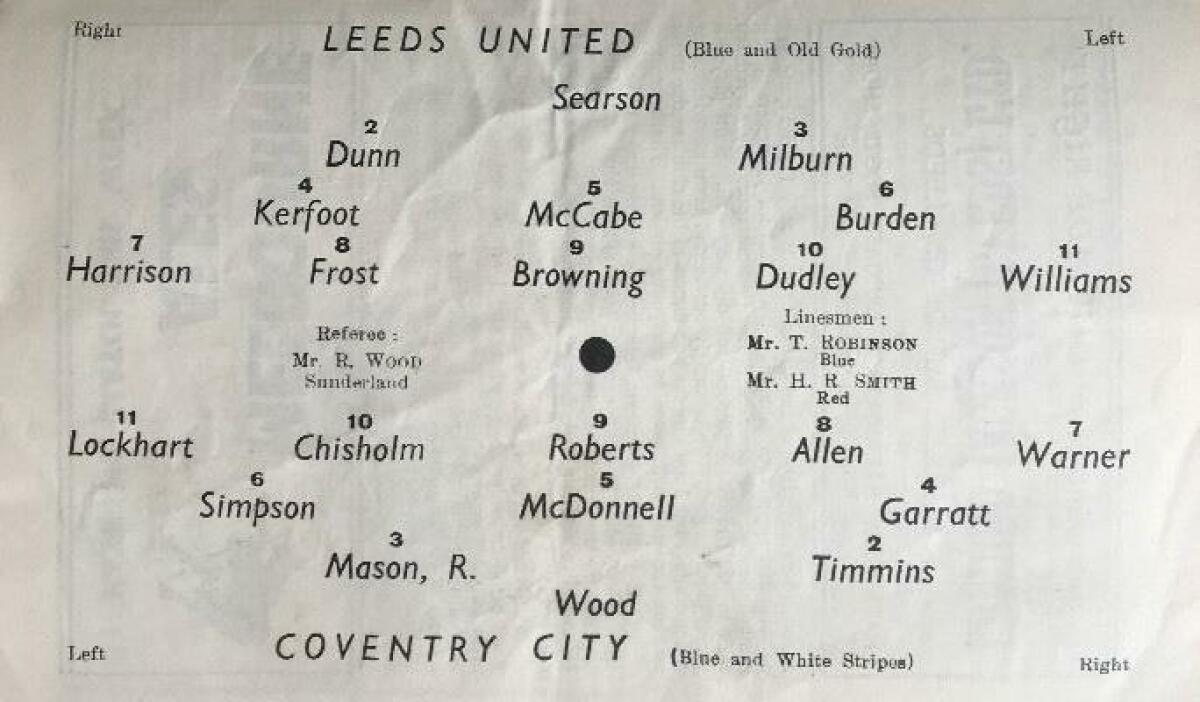 Right LEEDS UNITED (Blue and Old Gold) Left
Searson
2 3
Dunn Milburn
4 5 6
Kerfoot McCabe Burden
7 8 9 10 11
Harrison Frost Browning Dudley Williams
Referee :
Mr. R. WOOD
Sunderland
Linesmen :
Mr. T. ROBINSON
Blue
Mr. H. R. SMITH
Red
11 10 9 8 7
Lockhart Chisholm Roberts Allen Warner
6 5 4
Simpson McDonnell Garratt
3 2
Mason, R. Timmins
Wood
Left COVENTRY CITY (Blue and White Stripes) Right